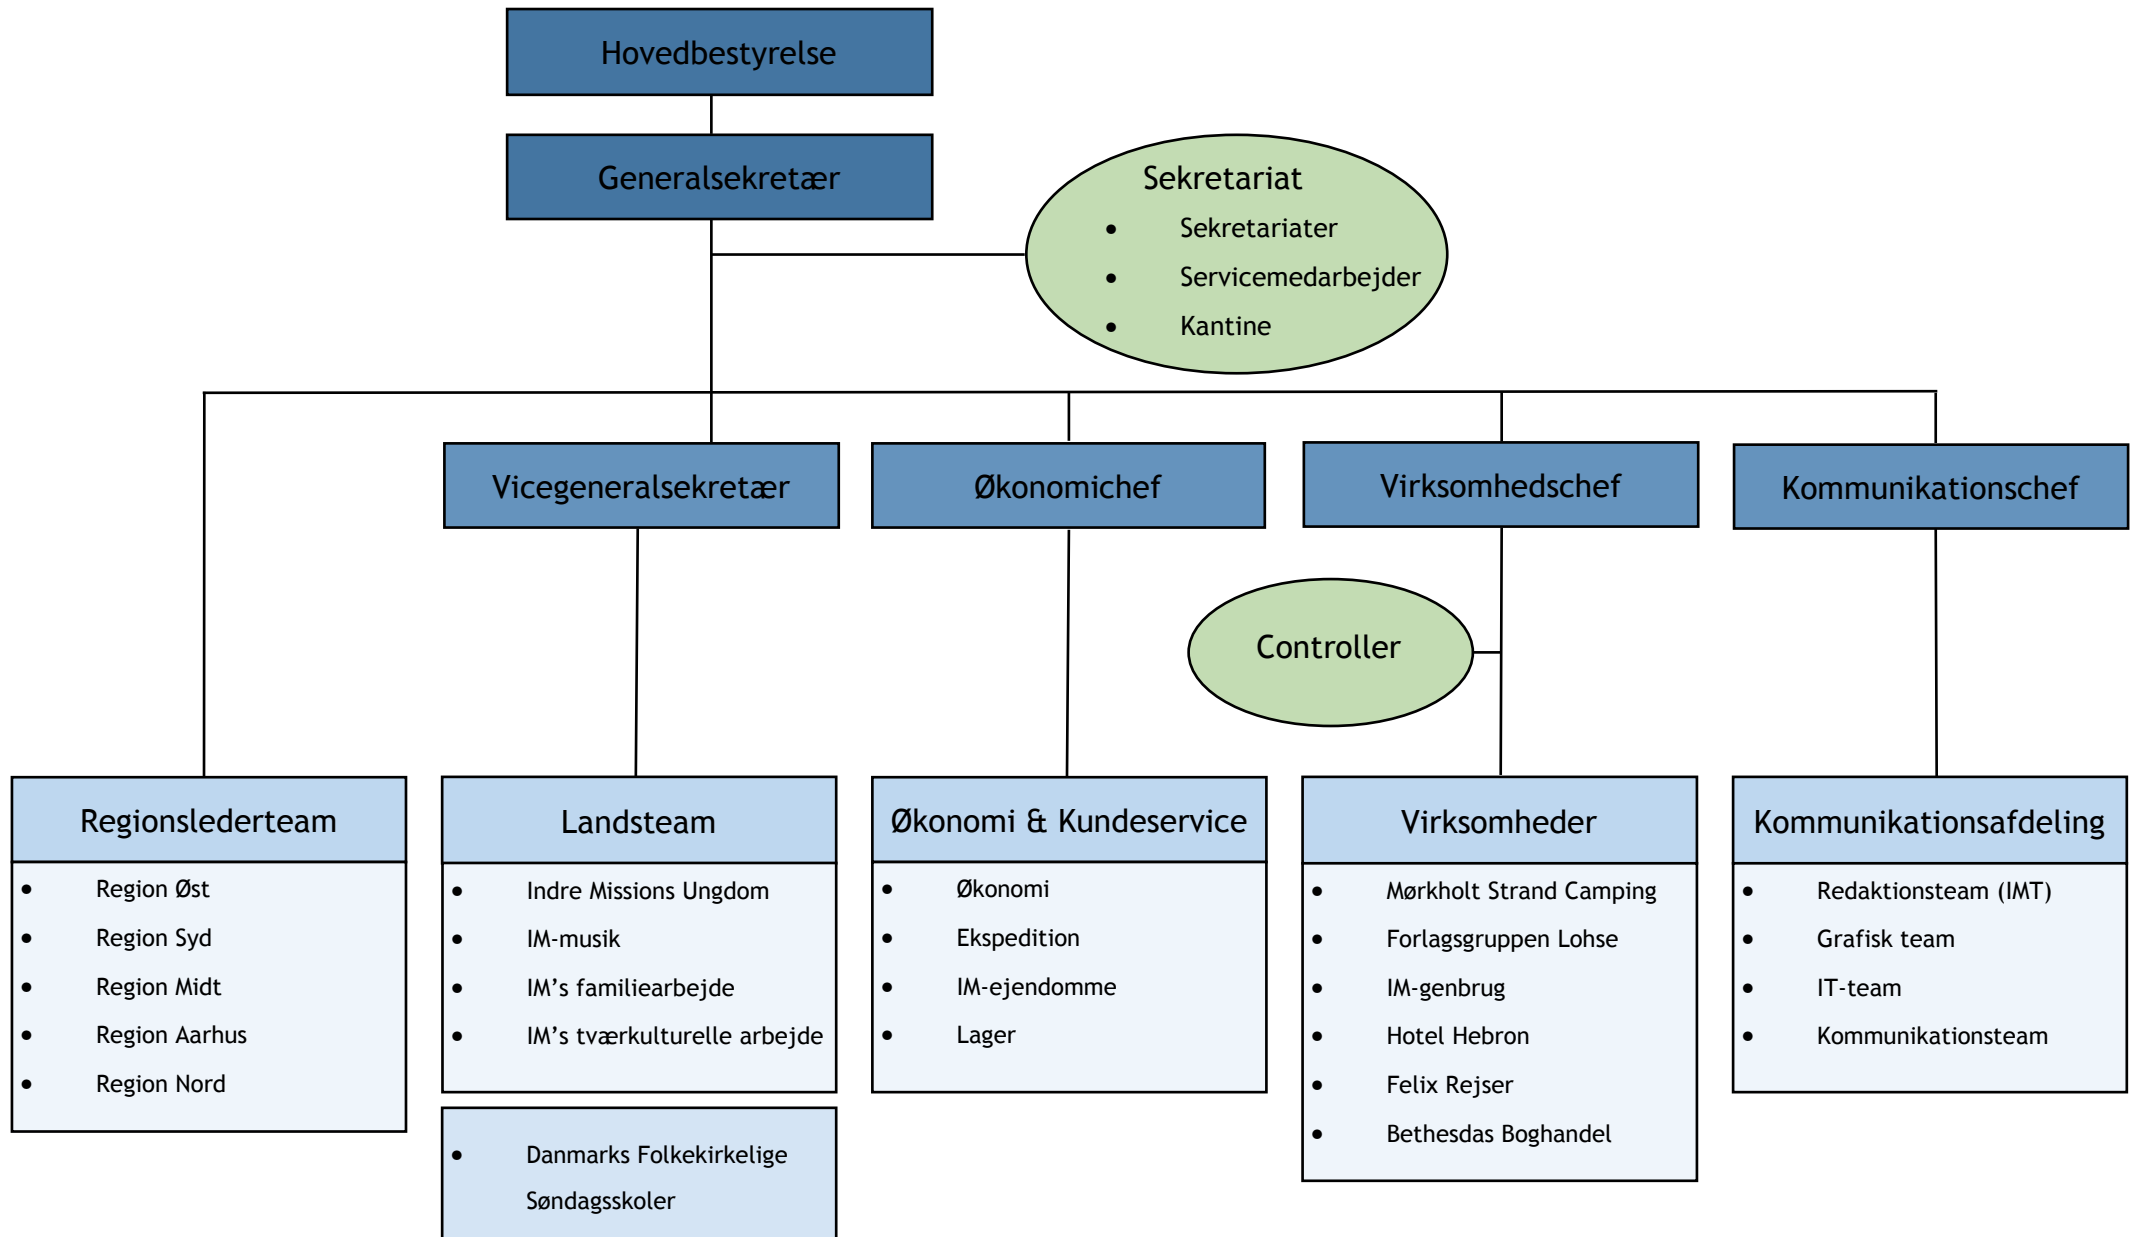 Hovedbestyrelse
Generalsekretær
Sekretariat
• Sekretariater
• Servicemedarbejder
• Kantine
Vicegeneralsekretær
Økonomichef
Virksomhedschef
Kommunikationschef
Controller
Regionslederteam
• Region Øst
• Region Syd
• Region Midt
• Region Aarhus
• Region Nord
Landsteam
• Indre Missions Ungdom
• IM-musik
• IM’s familiearbejde
• IM’s tværkulturelle arbejde
• Danmarks Folkekirkelige
Søndagsskoler
Økonomi & Kundeservice
• Økonomi
• Ekspedition
• IM-ejendomme
• Lager
Virksomheder
• Mørkholt Strand Camping
• Forlagsgruppen Lohse
• IM-genbrug
• Hotel Hebron
• Felix Rejser
• Bethesdas Boghandel
Kommunikationsafdeling
• Redaktionsteam (IMT)
• Grafisk team
• IT-team
• Kommunikationsteam